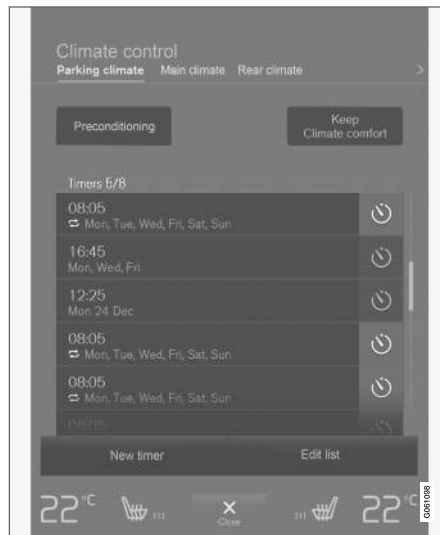 Climate control
Parking climate Main climate Rear climate
Preconditioning
Keep
Climate comfort
Timers 5/8
08:05
Mon, Tue, Wed, Fri, Sat, Sun
16:45
Mon, Wed, Fri
12:25
Mon 24 Dec
08:05
Mon, Tue, Wed, Fri, Sat, Sun
08:05
Mon, Tue, Wed, Fri, Sat, Sun
08:05
New timer Edit list
22°C 22°C
Close
G061098